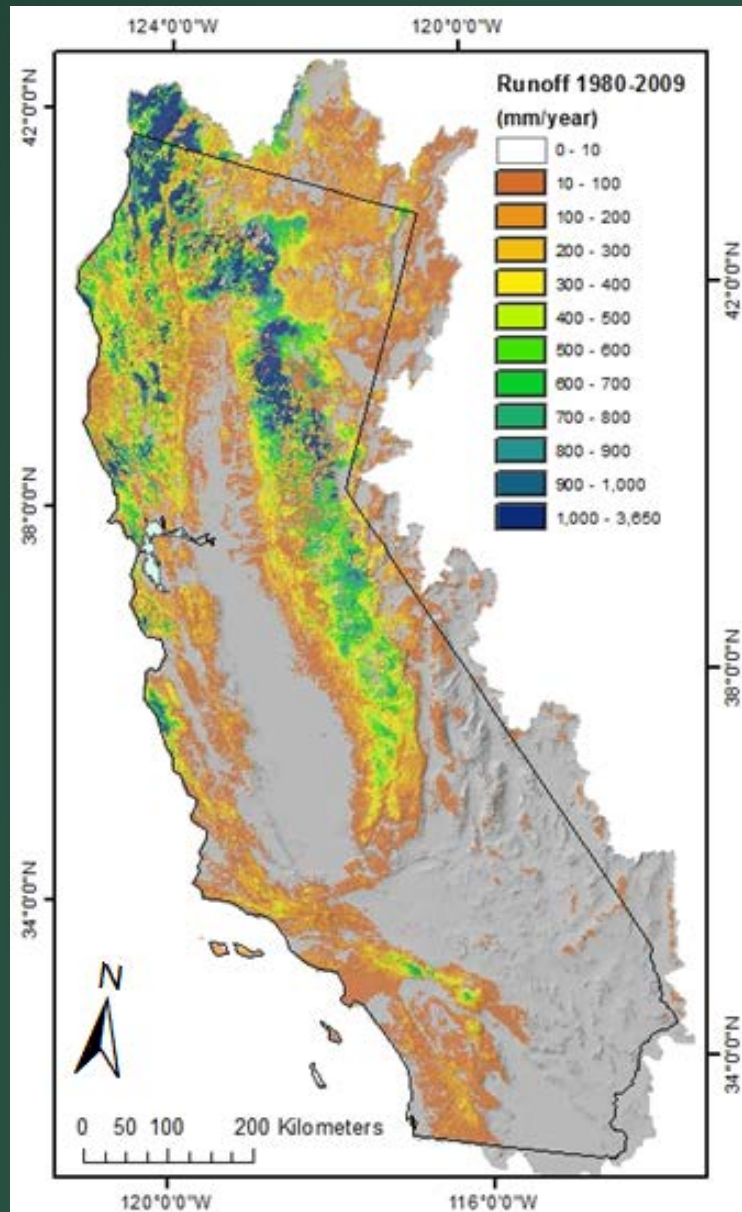 124°0'0"W
120°0'0"W
42°0'0"N
Runoff 1980-2009
(mm/year)
0 - 10
10 - 100
100 - 200
200 - 300
300 - 400
400 - 500
500 - 600
600 - 700
700 - 800
800 - 900
900 - 1,000
1,000 - 3,650
42°0'0"N
38°0'0"N
38°0'0"N
34°0'0"N
34°0'0"N
N
0 50 100 200 Kilometers
120°0'0"W
116°0'0"W